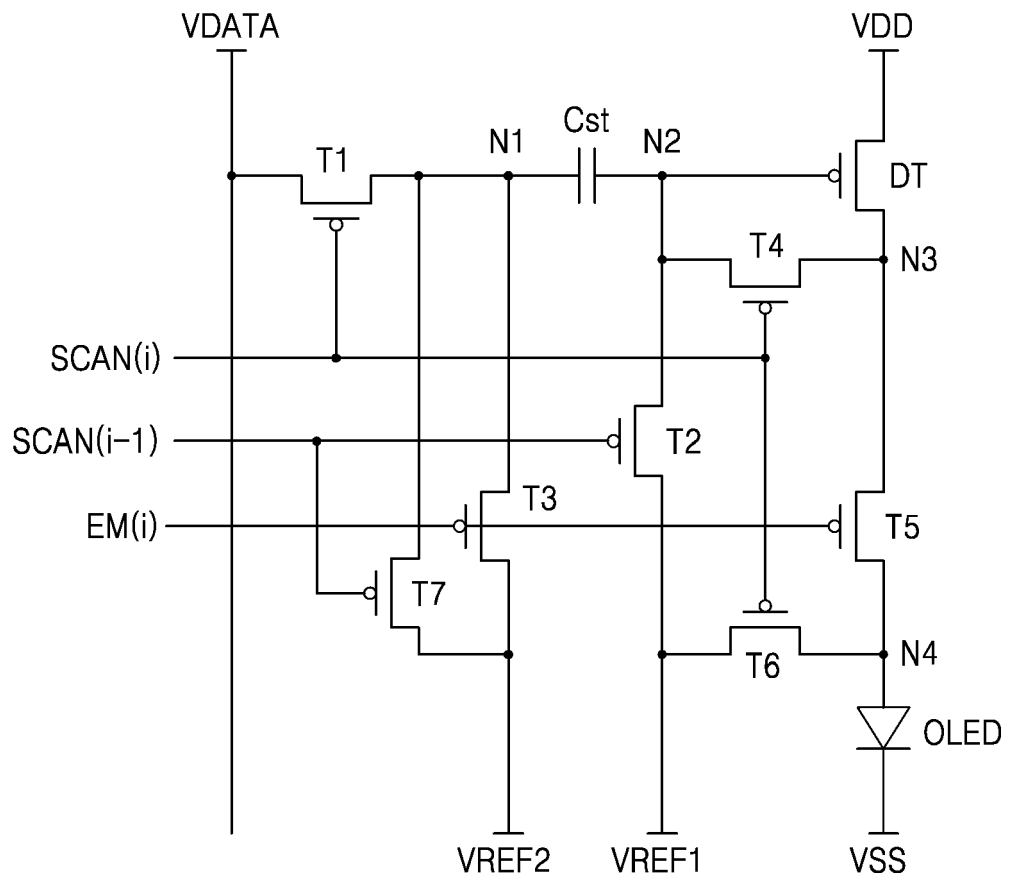 VDATA
VDD
Cst
N1
N2
T1
DT
T4
N3
SCAN(i)
SCAN(i-1)
T2
T3
EM(i)
T5
T7
T6
N4
OLED
VREF2
VREF1
VSS